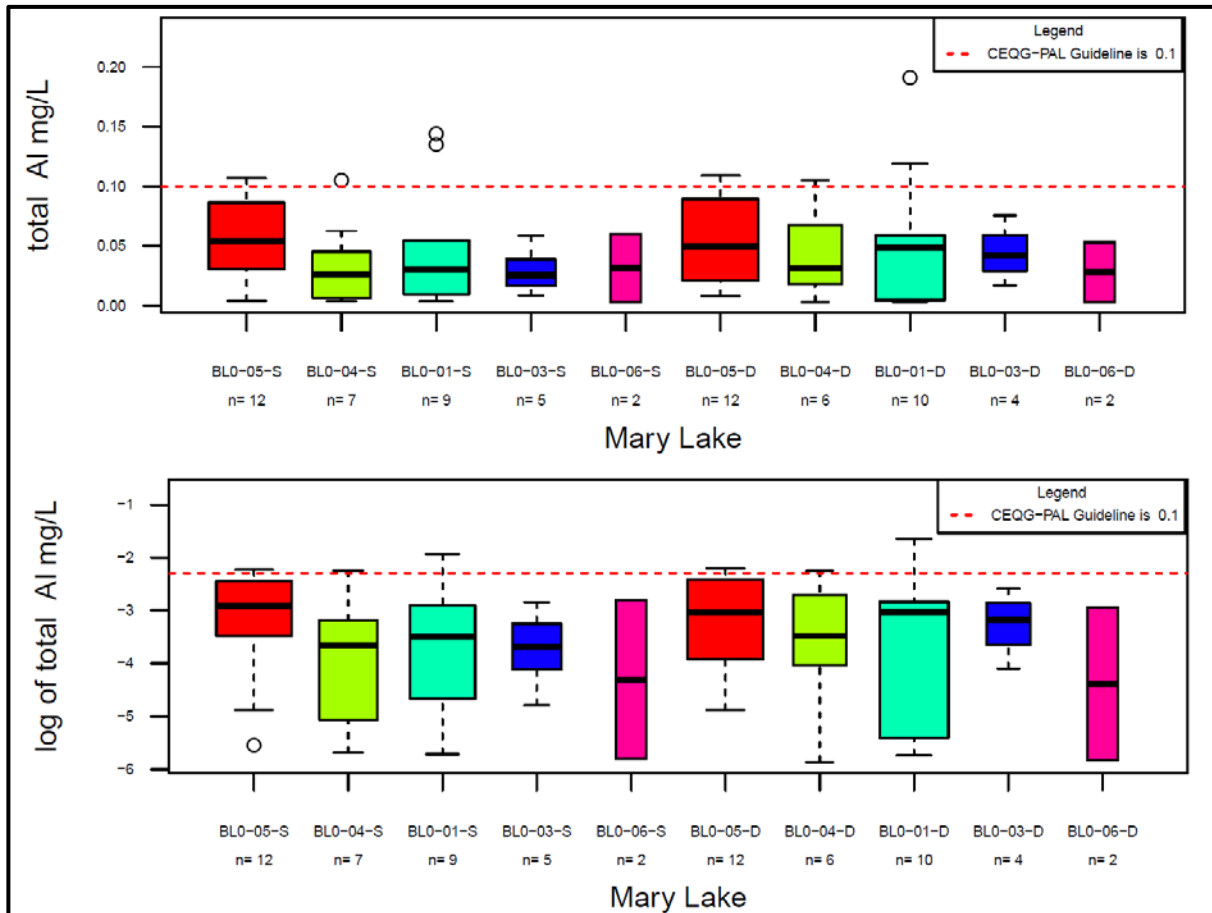 Legend
CEQG-PAL Guideline is 0.1
total Al mg/L
0.20
0.15
0.10
0.05
0.00
BL0-05-S BL0-04-S BL0-01-S BL0-03-S BL0-06-S BL0-05-D BL0-04-D BL0-01-D BL0-03-D BL0-06-D
n= 12 n= 7 n= 9 n= 5 n= 2 n= 12 n= 6 n= 10 n= 4 n= 2
Mary Lake
Legend
CEQG-PAL Guideline is 0.1
log of total Al mg/L
-1
-2
-3
-4
-5
-6
BL0-05-S BL0-04-S BL0-01-S BL0-03-S BL0-06-S BL0-05-D BL0-04-D BL0-01-D BL0-03-D BL0-06-D
n= 12 n= 7 n= 9 n= 5 n= 2 n= 12 n= 6 n= 10 n= 4 n= 2
Mary Lake